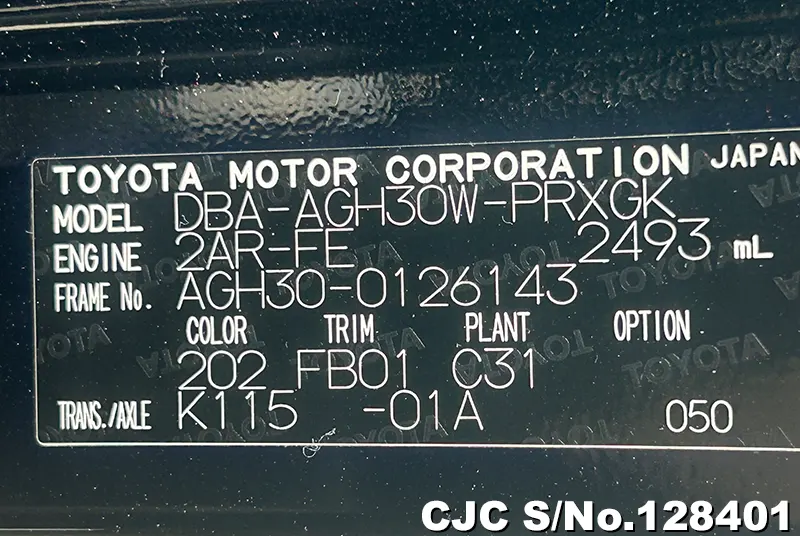 TOYOTA MOTOR CORPORATION JAPAN
MODEL DBA-AGH30W-PRXGK
ENGINE 2AR-FE 2493 mL
FRAME No. AGH30-0126143
COLOR TRIM PLANT OPTION
202 FB01 C31
TRANS./AXLE K115 -01A 050
CJC S/No.128401